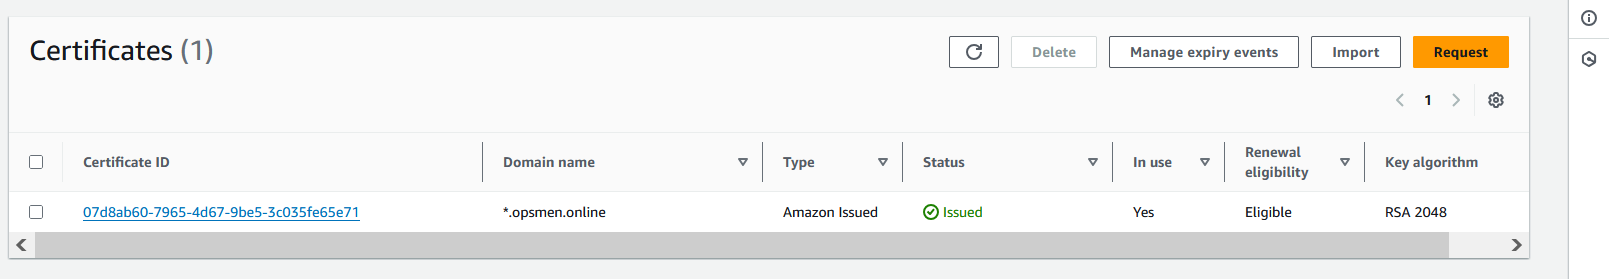 Certificates (1)
Delete
Manage expiry events
Import
Request
1
Certificate ID
Domain name
Type
Status
In use
Renewal
eligibility
Key algorithm
07d8ab60-7965-4d67-9be5-3c035fe65e71
*.opsmen.online
Amazon Issued
Issued
Yes
Eligible
RSA 2048